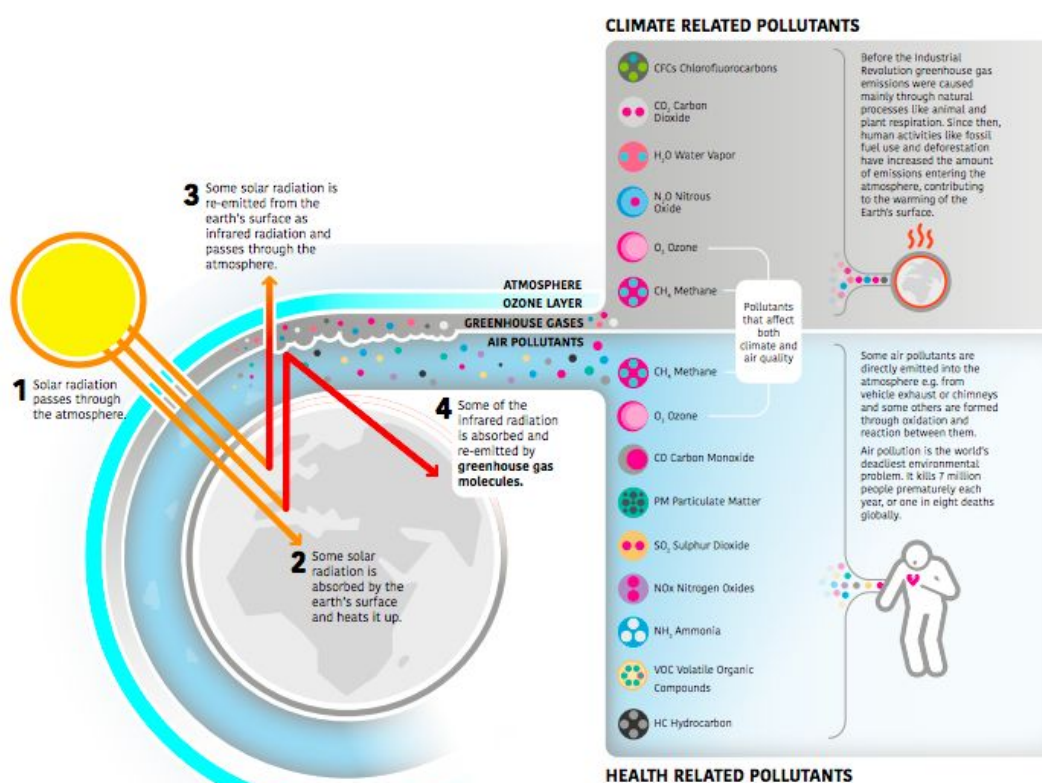 CLIMATE RELATED POLLUTANTS
CFCs Chlorofluorocarbons
CO₂ Carbon
Dioxide
H₂O Water Vapor
N₂O Nitrous
Oxide
O₃ Ozone
CH₄ Methane
Before the Industrial
Revolution greenhouse gas
emissions were caused
mainly through natural
processes like animal and
plant respiration. Since then,
human activities like fossil
fuel use and deforestation
have increased the amount
of emissions entering the
atmosphere, contributing
to the warming of the
Earth's surface.
3 Some solar radiation is
re-emitted from the
earth's surface as
infrared radiation and
passes through the
atmosphere.
ATMOSPHERE
OZONE LAYER
GREENHOUSE GASES
AIR POLLUTANTS
Pollutants
that affect
both
climate and
air quality
1 Solar radiation
passes through
the atmosphere.
4 Some of the
infrared radiation
is absorbed and
re-emitted by
greenhouse gas
molecules.
2 Some solar
radiation is
absorbed by the
earth's surface
and heats it up.
CH₄ Methane
O₃ Ozone
CO Carbon Monoxide
PM Particulate Matter
SO₂ Sulphur Dioxide
NOx Nitrogen Oxides
NH₃ Ammonia
VOC Volatile Organic
Compounds
HC Hydrocarbon
Some air pollutants are
directly emitted into the
atmosphere e.g. from
vehicle exhaust or chimneys
and some others are formed
through oxidation and
reaction between them.
Air pollution is the world's
deadliest environmental
problem. It kills 7 million
people prematurely each
year, or one in eight deaths
globally.
HEALTH RELATED POLLUTANTS